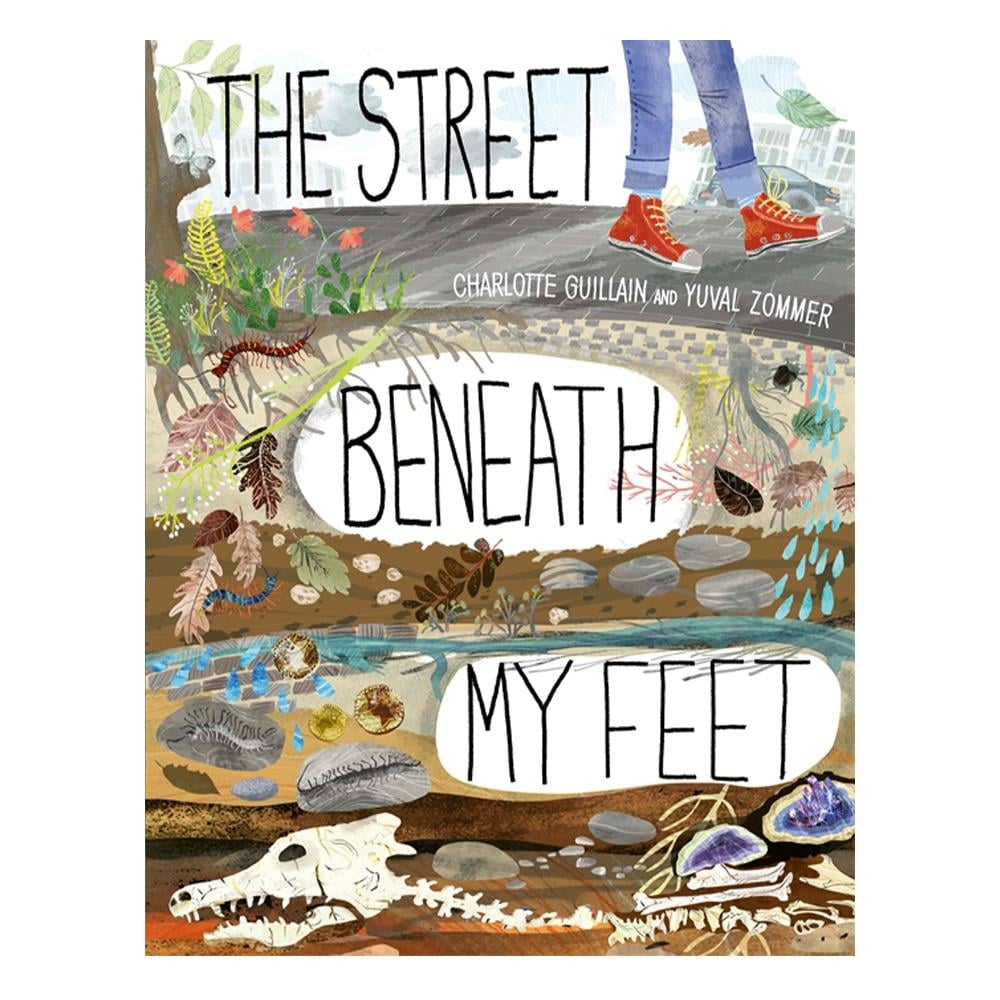 THE STREET
CHARLOTTE GUILLAIN AND YUVAL ZOMMER
BENEATH
MY FEET